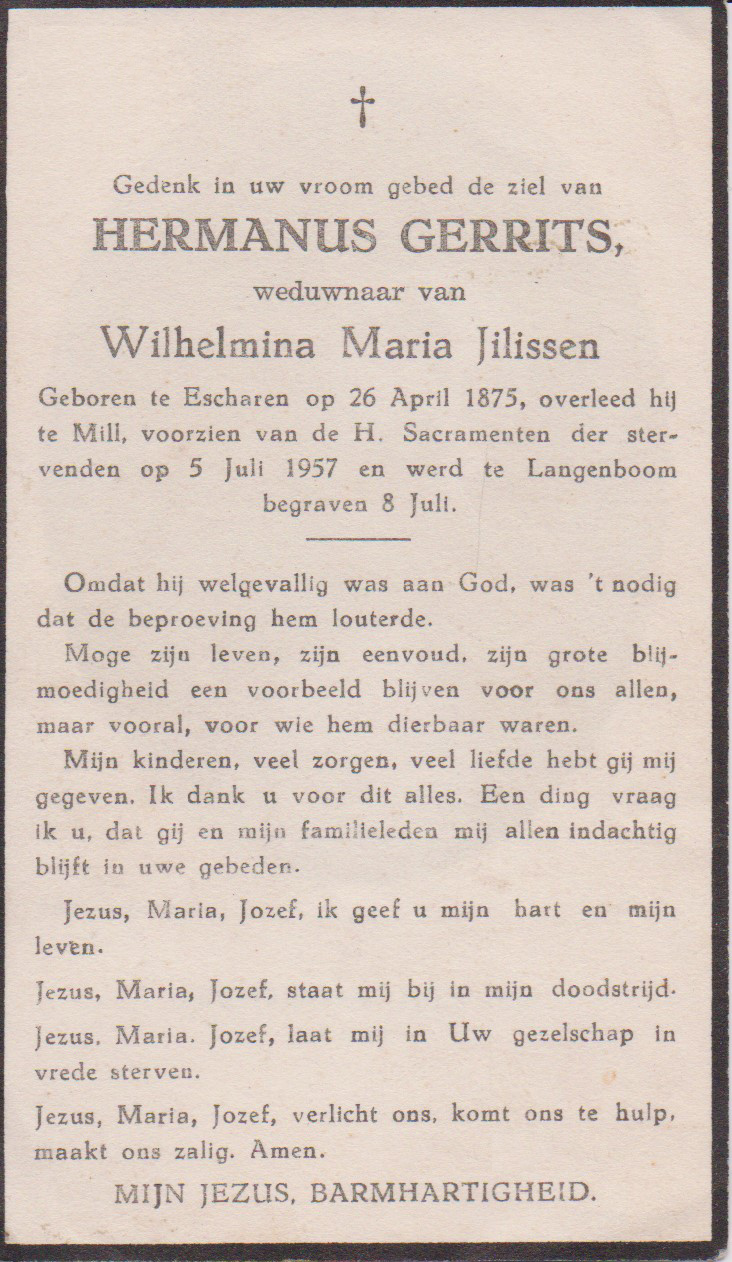 Gedenk in uw vroom gebed de ziel van
HERMANUS GERRITS,
weduwnaar van
Wilhelmina Maria Jilissen
Geboren te Escharen op 26 April 1875, overleed hij
te Mill, voorzien van de H. Sacramenten der ster-
venden op 5 Juli 1957 en werd te Langenboom
begraven 8 Juli.
Omdat hij welgevallig was aan God, was 't nodig
dat de beproeving hem louterde.
Moge zijn leven, zijn eenvoud, zijn grote blij-
moedigheid een voorbeeld blijven voor ons allen,
maar vooral, voor wie hem dierbaar waren.
Mijn kinderen, veel zorgen, veel liefde hebt gij mij
gegeven. Ik dank u voor dit alles. Een ding vraag
ik u, dat gij en mijn familieleden mij allen indachtig
blijft in uwe gebeden.
Jezus, Maria, Jozef, ik geef u mijn hart en mijn
leven.
Jezus, Maria, Jozef, staat mij bij in mijn doodstrijd.
Jezus. Maria. Jozef, laat mij in Uw gezelschap in
vrede sterven.
Jezus, Maria, Jozef, verlicht ons, komt ons te hulp,
maakt ons zalig. Amen.
MIJN JEZUS, BARMHARTIGHEID.